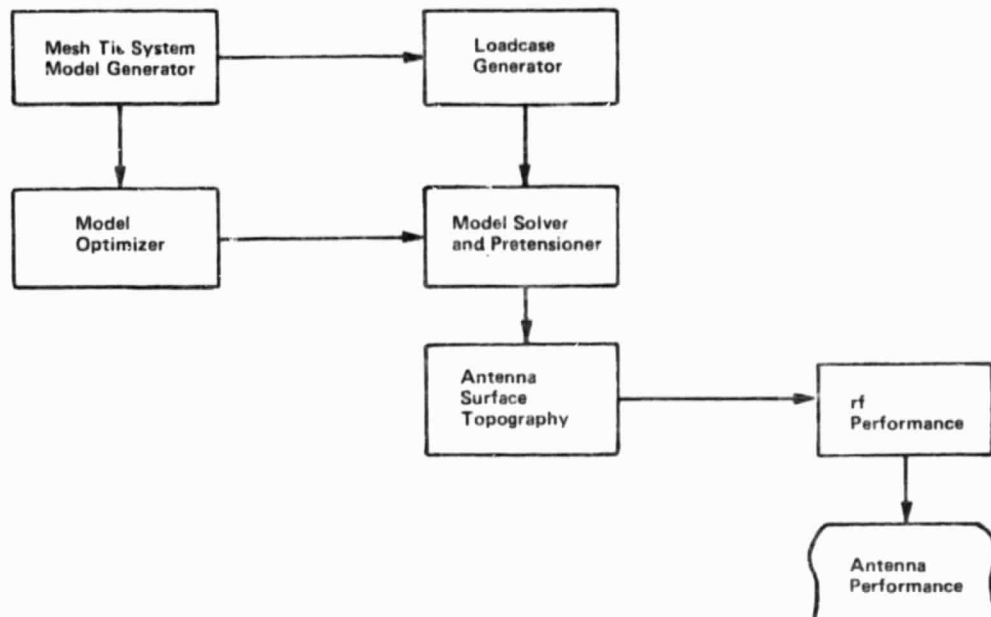 Mesh Tie System
Model Generator
Loadcase
Generator
Model
Optimizer
Model Solver
and Pretensioner
Antenna
Surface
Topography
rf
Performance
Antenna
Performance